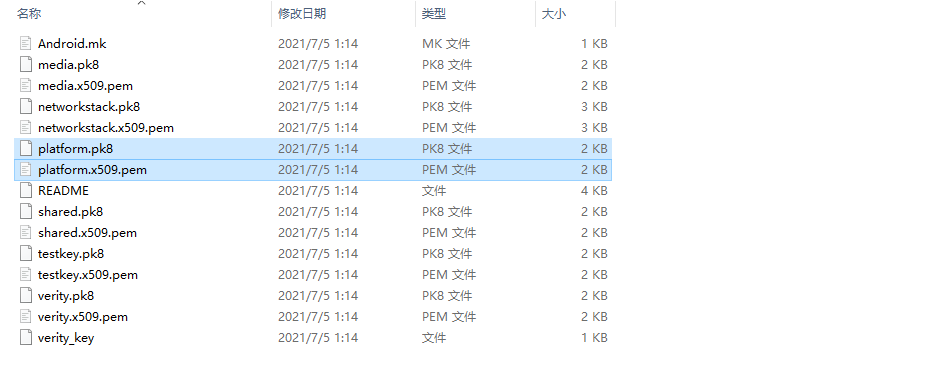 名称 修改日期 类型 大小
Android.mk 2021/7/5 1:14 MK 文件 1 KB
media.pk8 2021/7/5 1:14 PK8 文件 2 KB
media.x509.pem 2021/7/5 1:14 PEM 文件 2 KB
networkstack.pk8 2021/7/5 1:14 PK8 文件 3 KB
networkstack.x509.pem 2021/7/5 1:14 PEM 文件 3 KB
platform.pk8 2021/7/5 1:14 PK8 文件 2 KB
platform.x509.pem 2021/7/5 1:14 PEM 文件 2 KB
README 2021/7/5 1:14 文件 4 KB
shared.pk8 2021/7/5 1:14 PK8 文件 2 KB
shared.x509.pem 2021/7/5 1:14 PEM 文件 2 KB
testkey.pk8 2021/7/5 1:14 PK8 文件 2 KB
testkey.x509.pem 2021/7/5 1:14 PEM 文件 2 KB
verity.pk8 2021/7/5 1:14 PK8 文件 2 KB
verity.x509.pem 2021/7/5 1:14 PEM 文件 2 KB
verity_key 2021/7/5 1:14 文件 1 KB